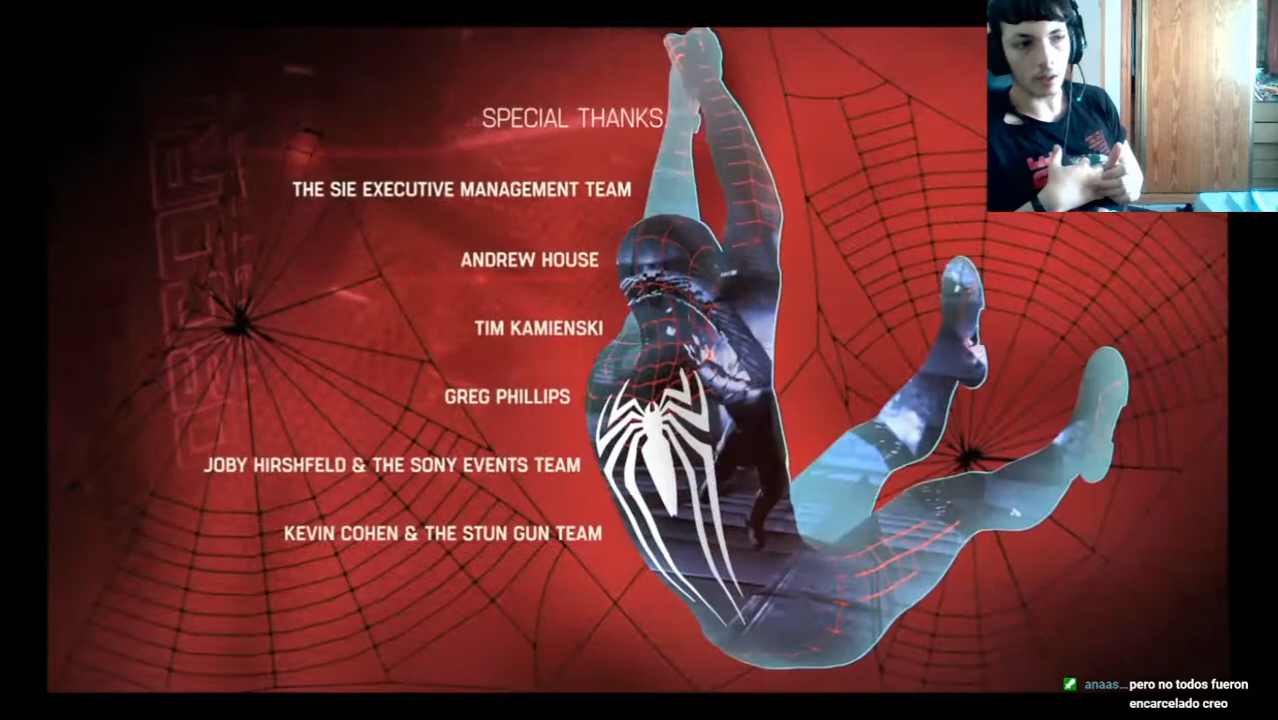 SPECIAL THANKS
THE SIE EXECUTIVE MANAGEMENT TEAM
ANDREW HOUSE
TIM KAMIENSKI
GREG PHILLIPS
JOBY HIRSHFELD & THE SONY EVENTS TEAM
KEVIN COHEN & THE STUN GUN TEAM
anaas... pero no todos fueron
encarcelado creo